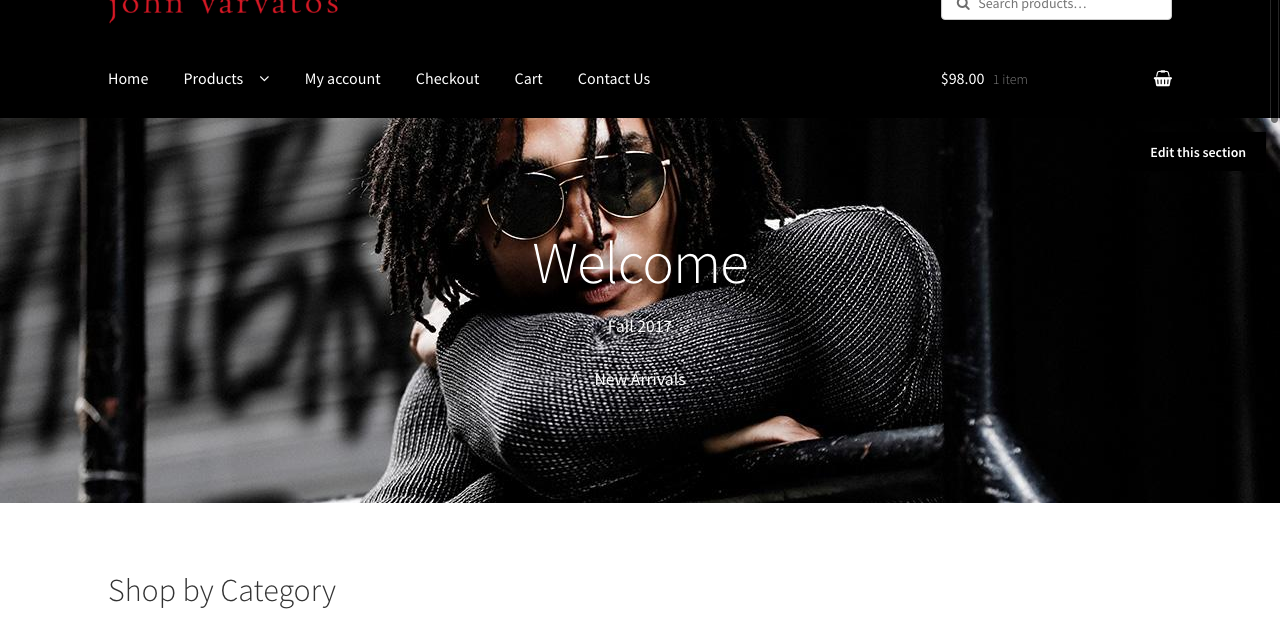 john varvatos
Search products…
Home Products My account Checkout Cart Contact Us $98.00 1 item
Edit this section
Welcome
Fall 2017
New Arrivals
Shop by Category